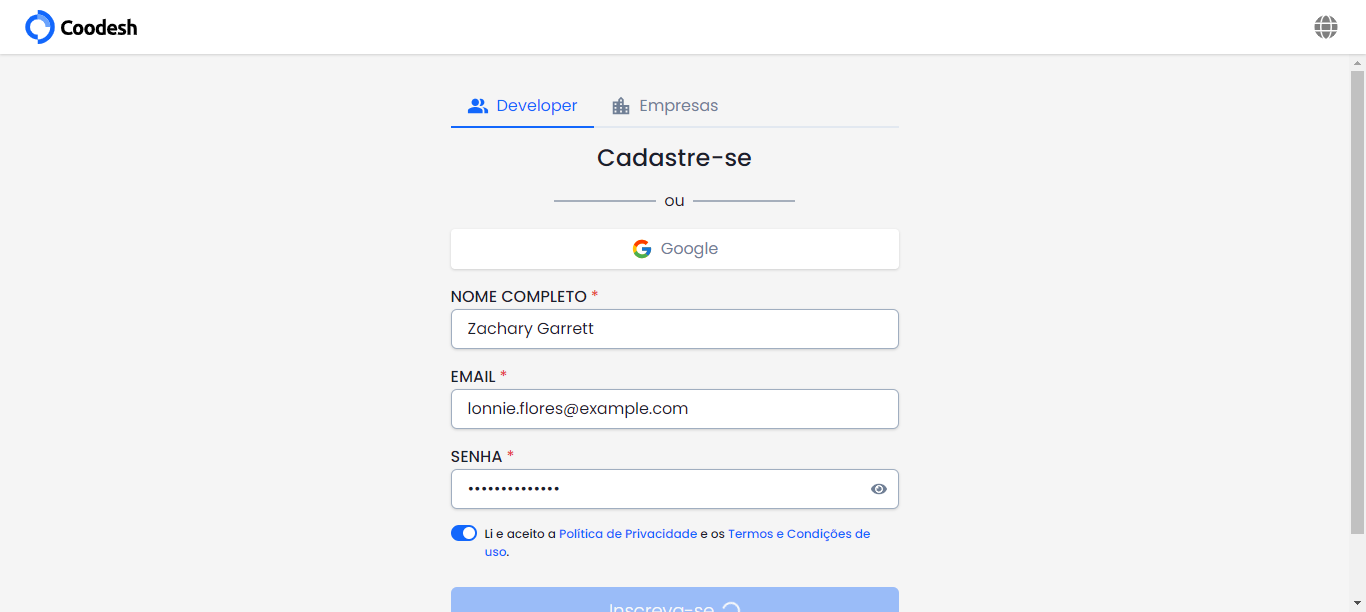 Coodesh
Developer
Empresas
Cadastre-se
ou
Google
NOME COMPLETO *
Zachary Garrett
EMAIL *
lonnie.flores@example.com
SENHA *
••••••••••••••
Li e aceito a Política de Privacidade e os Termos e Condições de
uso.
Inscreva-se